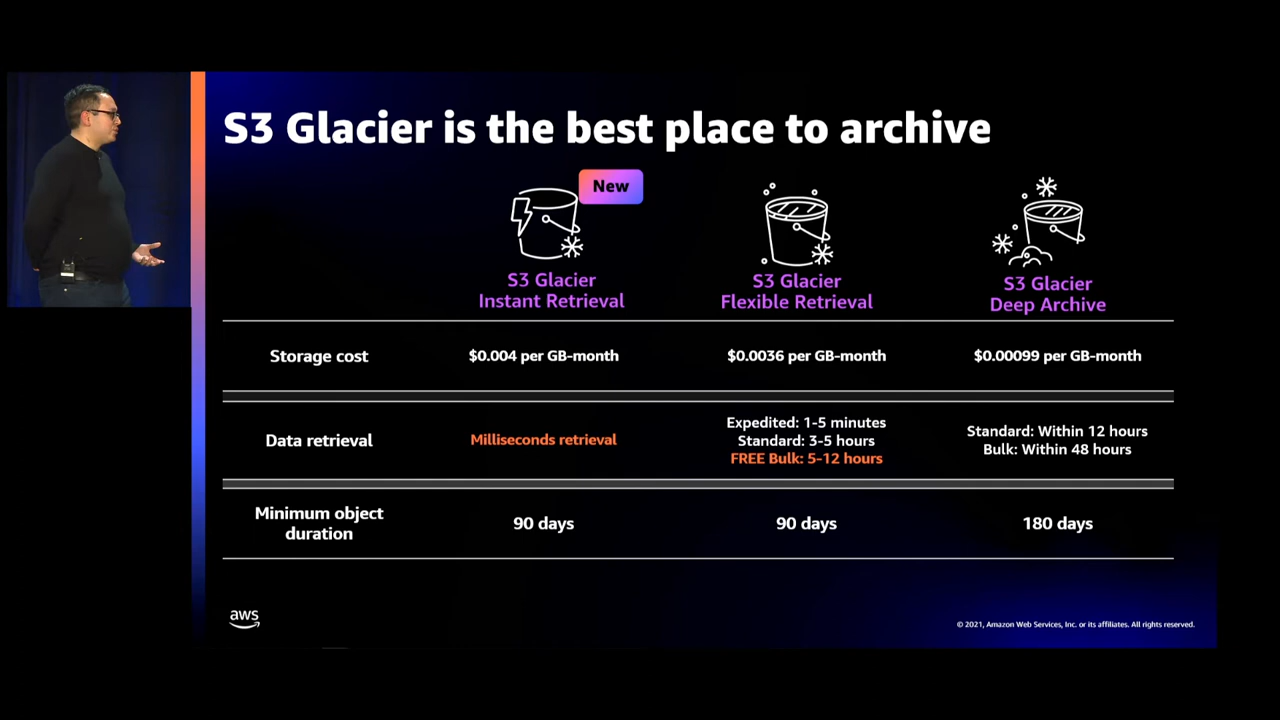 S3 Glacier is the best place to archive
New
S3 Glacier
Instant Retrieval
S3 Glacier
Flexible Retrieval
S3 Glacier
Deep Archive
Storage cost
$0.004 per GB-month
$0.0036 per GB-month
$0.00099 per GB-month
Data retrieval
Milliseconds retrieval
Expedited: 1-5 minutes
Standard: 3-5 hours
FREE Bulk: 5-12 hours
Standard: Within 12 hours
Bulk: Within 48 hours
Minimum object
duration
90 days
90 days
180 days
aws
© 2021, Amazon Web Services, Inc. or its affiliates. All rights reserved.